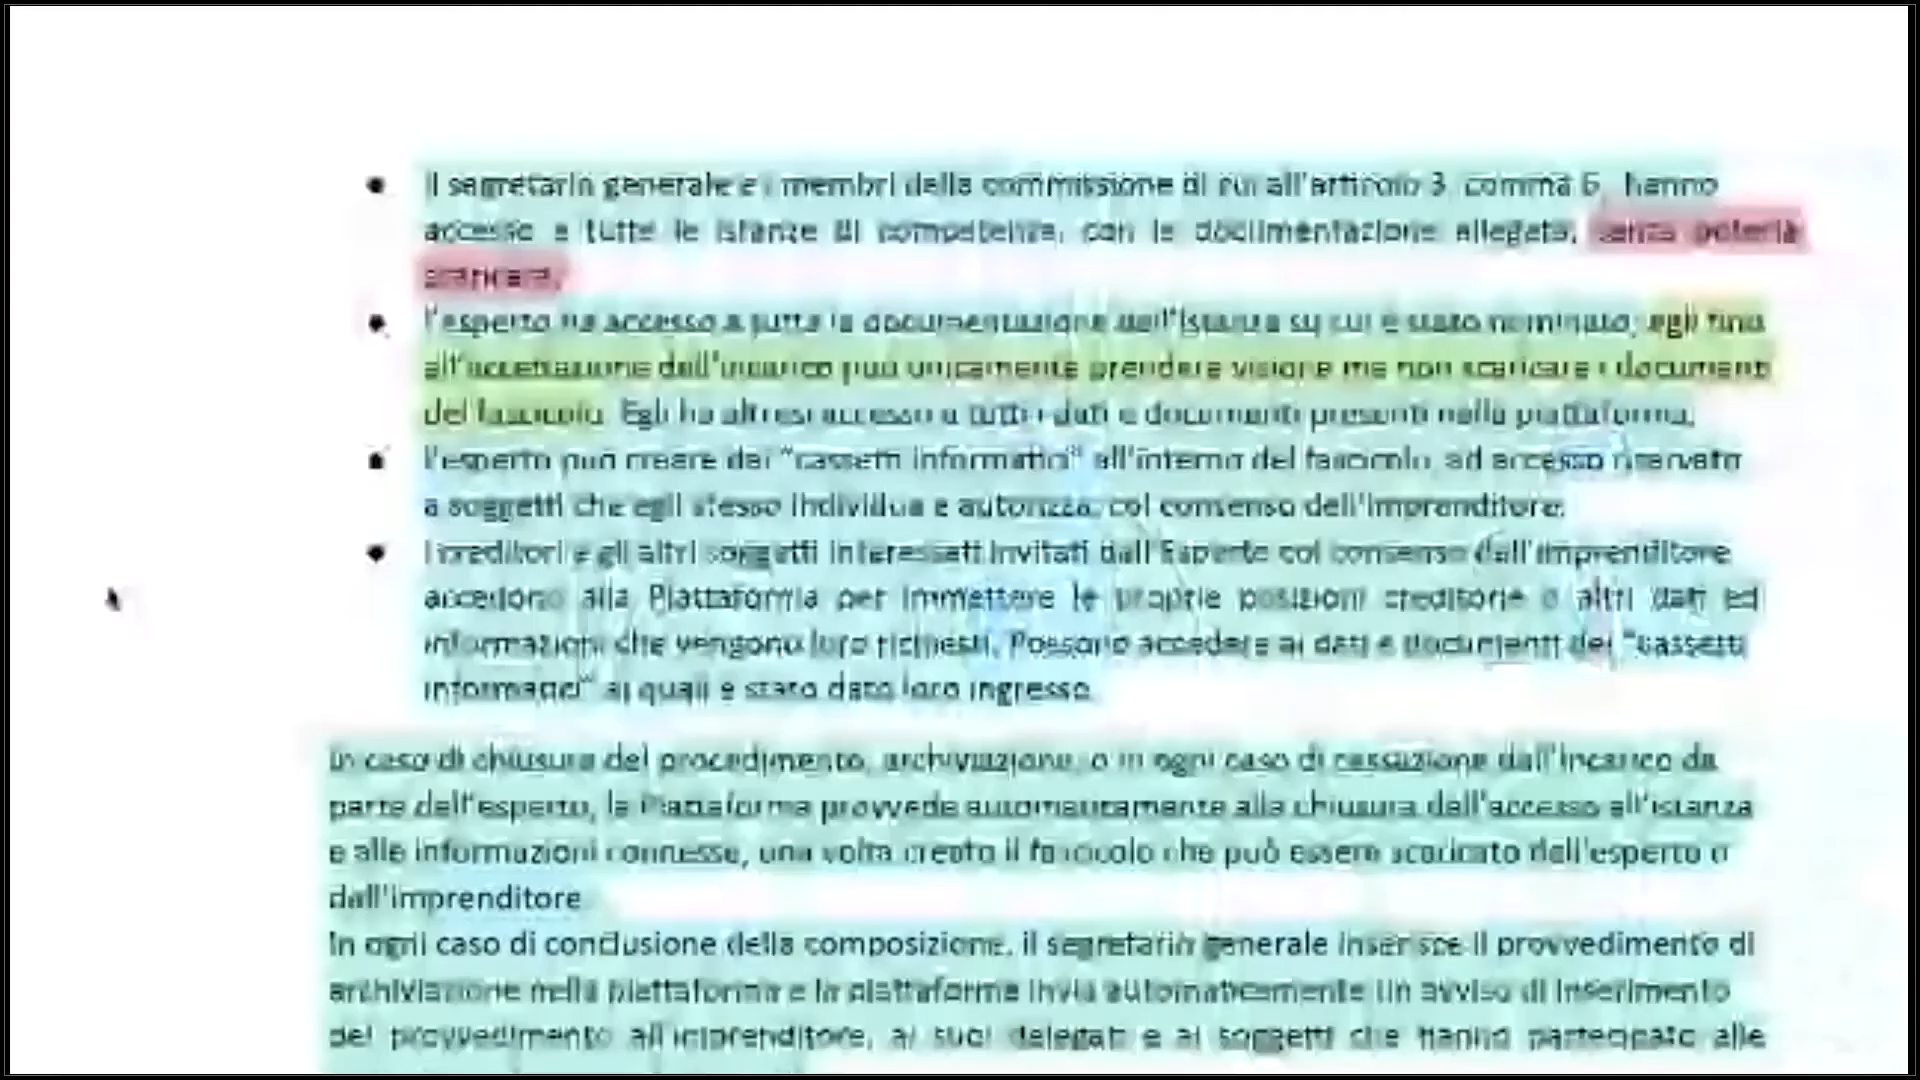 Il segretario generale e i membri della commissione di cui all'articolo 3 comma 6, hanno
accesso a tutte le istanze di competenza, con la documentazione allegata, senza poterla
scaricare;
l'esperto ha accesso a tutta la documentazione dell'istanza su cui è stato nominato; egli fino
all'accettazione dell'incarico può unicamente prendere visione ma non scaricare i documenti
del fascicolo. Egli ha altresì accesso a tutti i dati e documenti presenti nella piattaforma;
l'esperto può creare dei "cassetti informatici" all'interno del fascicolo, ad accesso riservato
a soggetti che egli stesso individua e autorizza, col consenso dell'imprenditore;
I creditori e gli altri soggetti interessati invitati dall'Esperto col consenso dell'imprenditore
accedono alla Piattaforma per immettere le proprie posizioni creditorie o altri dati ed
informazioni che vengono loro richiesti. Possono accedere ai dati e documenti dei "cassetti
informatici" ai quali è stato dato loro ingresso.
In caso di chiusura del procedimento, archiviazione, o in ogni caso di cessazione dall'incarico da
parte dell'esperto, la Piattaforma provvede automaticamente alla chiusura dell'accesso all'istanza
e alle informazioni connesse, una volta creato il fascicolo che può essere scaricato dall'esperto o
dall'imprenditore.
In ogni caso di conclusione della composizione, il segretario generale inserisce il provvedimento di
archiviazione nella piattaforma e la piattaforma invia automaticamente un avviso di inserimento
del provvedimento all'imprenditore, ai suoi delegati e ai soggetti che hanno partecipato alle